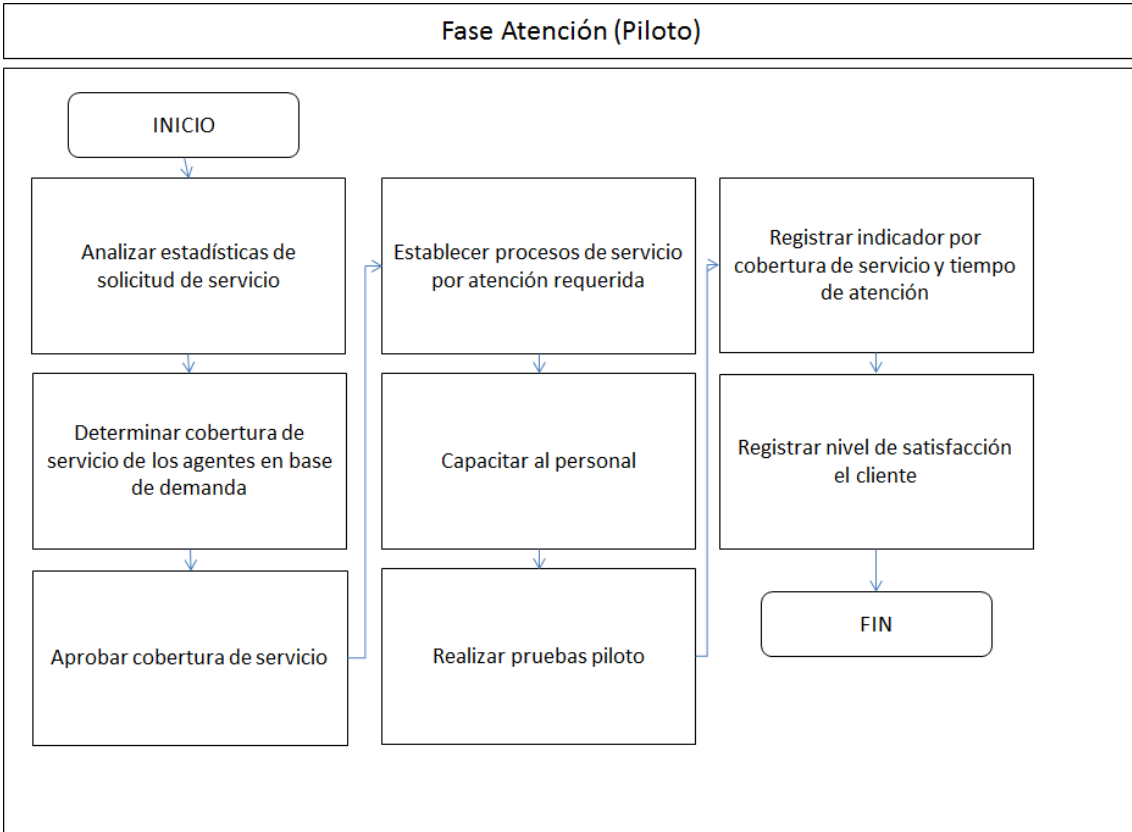 Fase Atención (Piloto)
INICIO
Analizar estadísticas de
solicitud de servicio
Determinar cobertura de
servicio de los agentes en base
de demanda
Aprobar cobertura de servicio
Establecer procesos de servicio
por atención requerida
Capacitar al personal
Realizar pruebas piloto
Registrar indicador por
cobertura de servicio y tiempo
de atención
Registrar nivel de satisfacción
el cliente
FIN